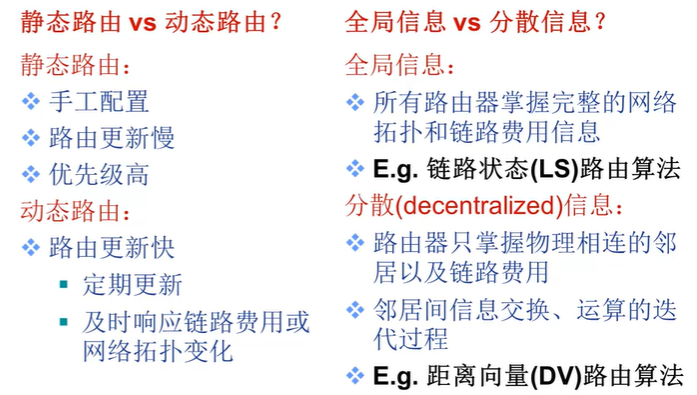 静态路由 vs 动态路由？
静态路由：
手工配置
路由更新慢
优先级高
动态路由：
路由更新快
定期更新
及时响应链路费用或
网络拓扑变化
全局信息 vs 分散信息？
全局信息：
所有路由器掌握完整的网络
拓扑和链路费用信息
E.g. 链路状态(LS)路由算法
分散(decentralized)信息：
路由器只掌握物理相连的邻
居以及链路费用
邻居间信息交换、运算的迭
代过程
E.g. 距离向量(DV)路由算法